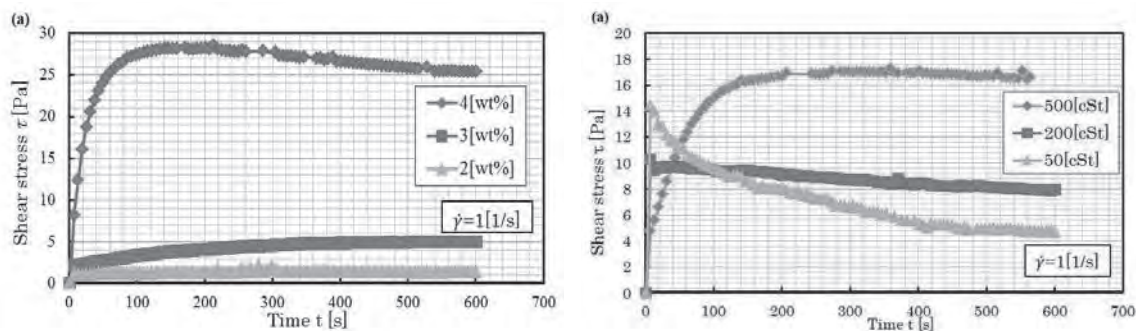 (a)
30
25
20
15
10
5
0
Shear stress τ [Pa]
4[wt%]
3[wt%]
2[wt%]
γ̇=1[1/s]
0 100 200 300 400 500 600 700
Time t [s]
(a)
20
18
16
14
12
10
8
6
4
2
0
Shear stress τ [Pa]
500[cSt]
200[cSt]
50[cSt]
γ̇=1[1/s]
0 100 200 300 400 500 600 700
Time t [s]